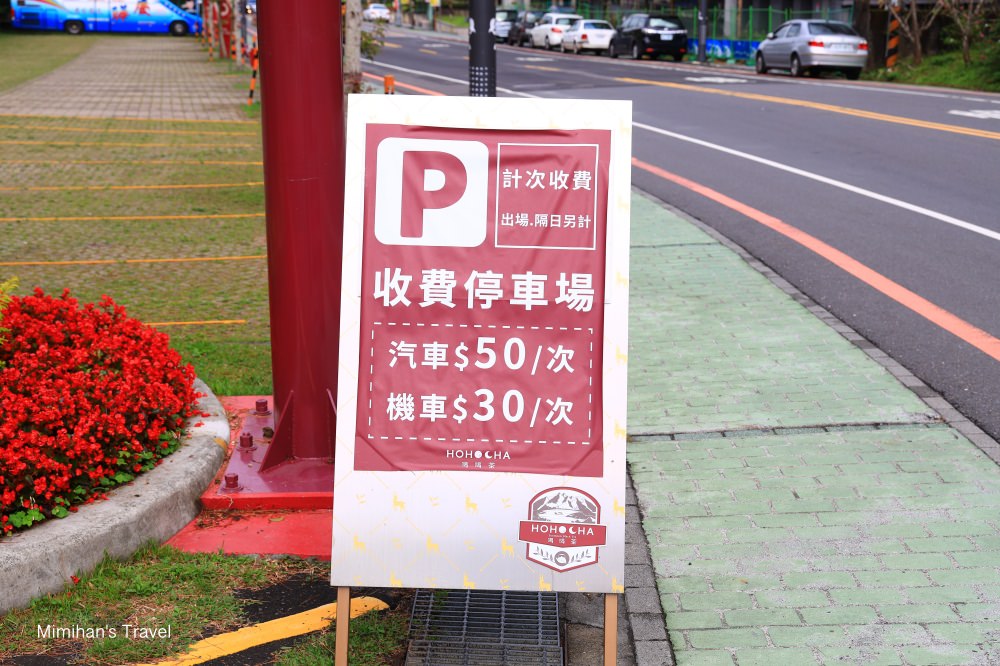 P
計次收費
出場.隔日另計
收費停車場
汽車$50/次
機車$30/次
HOHOCHA
喝喝茶
HOHOCHA
喝喝茶
Mimihan's Travel